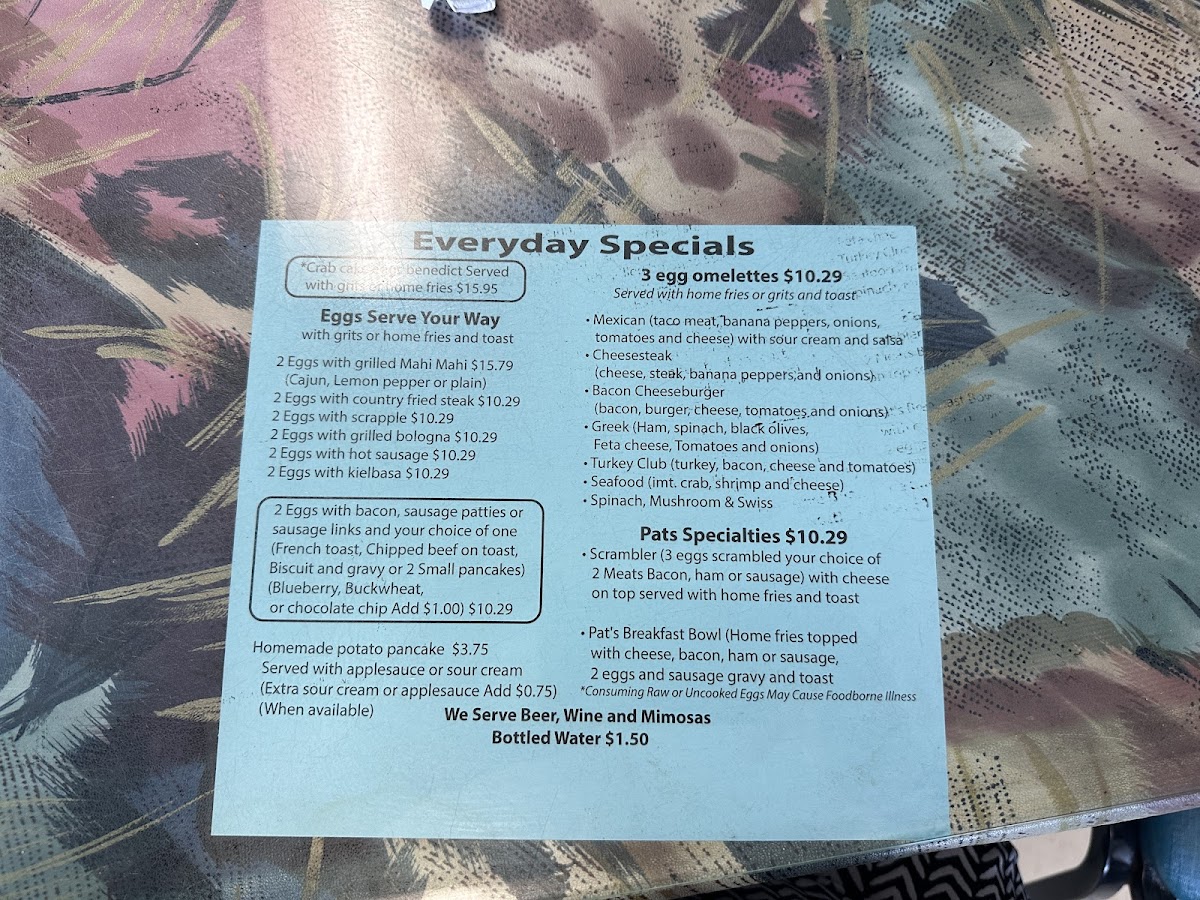 Everyday Specials
*Crab cake benedict Served
with grits or home fries $15.95
Eggs Serve Your Way
with grits or home fries and toast
2 Eggs with grilled Mahi Mahi $15.79
(Cajun, Lemon pepper or plain)
2 Eggs with country fried steak $10.29
2 Eggs with scrapple $10.29
2 Eggs with grilled bologna $10.29
2 Eggs with hot sausage $10.29
2 Eggs with kielbasa $10.29
2 Eggs with bacon, sausage patties or
sausage links and your choice of one
(French toast, Chipped beef on toast,
Biscuit and gravy or 2 Small pancakes)
(Blueberry, Buckwheat,
or chocolate chip Add $1.00) $10.29
Homemade potato pancake $3.75
Served with applesauce or sour cream
(Extra sour cream or applesauce Add $0.75)
(When available)
3 egg omelettes $10.29
Served with home fries or grits and toast
• Mexican (taco meat, banana peppers, onions,
tomatoes and cheese) with sour cream and salsa
• Cheesesteak
(cheese, steak, banana peppers, and onions)
• Bacon Cheeseburger
(bacon, burger, cheese, tomatoes and onions)
• Greek (Ham, spinach, black olives,
Feta cheese, Tomatoes and onions)
• Turkey Club (turkey, bacon, cheese and tomatoes)
• Seafood (imt. crab, shrimp and cheese)
• Spinach, Mushroom & Swiss
Pats Specialties $10.29
• Scrambler (3 eggs scrambled your choice of
2 Meats Bacon, ham or sausage) with cheese
on top served with home fries and toast
• Pat's Breakfast Bowl (Home fries topped
with cheese, bacon, ham or sausage,
2 eggs and sausage gravy and toast
*Consuming Raw or Uncooked Eggs May Cause Foodborne Illness
We Serve Beer, Wine and Mimosas
Bottled Water $1.50